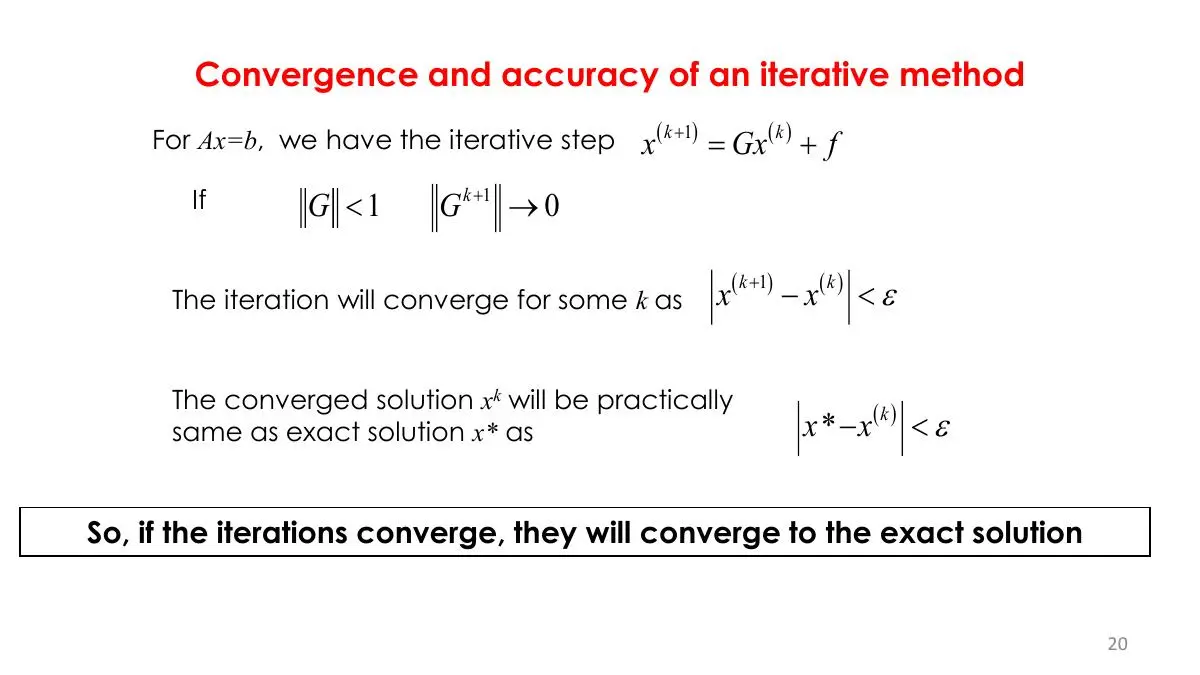 Convergence and accuracy of an iterative method
For Ax=b, we have the iterative step x^(k+1) = Gx^(k) + f
If ‖G‖ < 1 ‖G^k+1‖ → 0
The iteration will converge for some k as |x^(k+1) − x^(k)| < ε
The converged solution x^k will be practically
same as exact solution x* as |x* − x^(k)| < ε
So, if the iterations converge, they will converge to the exact solution
20